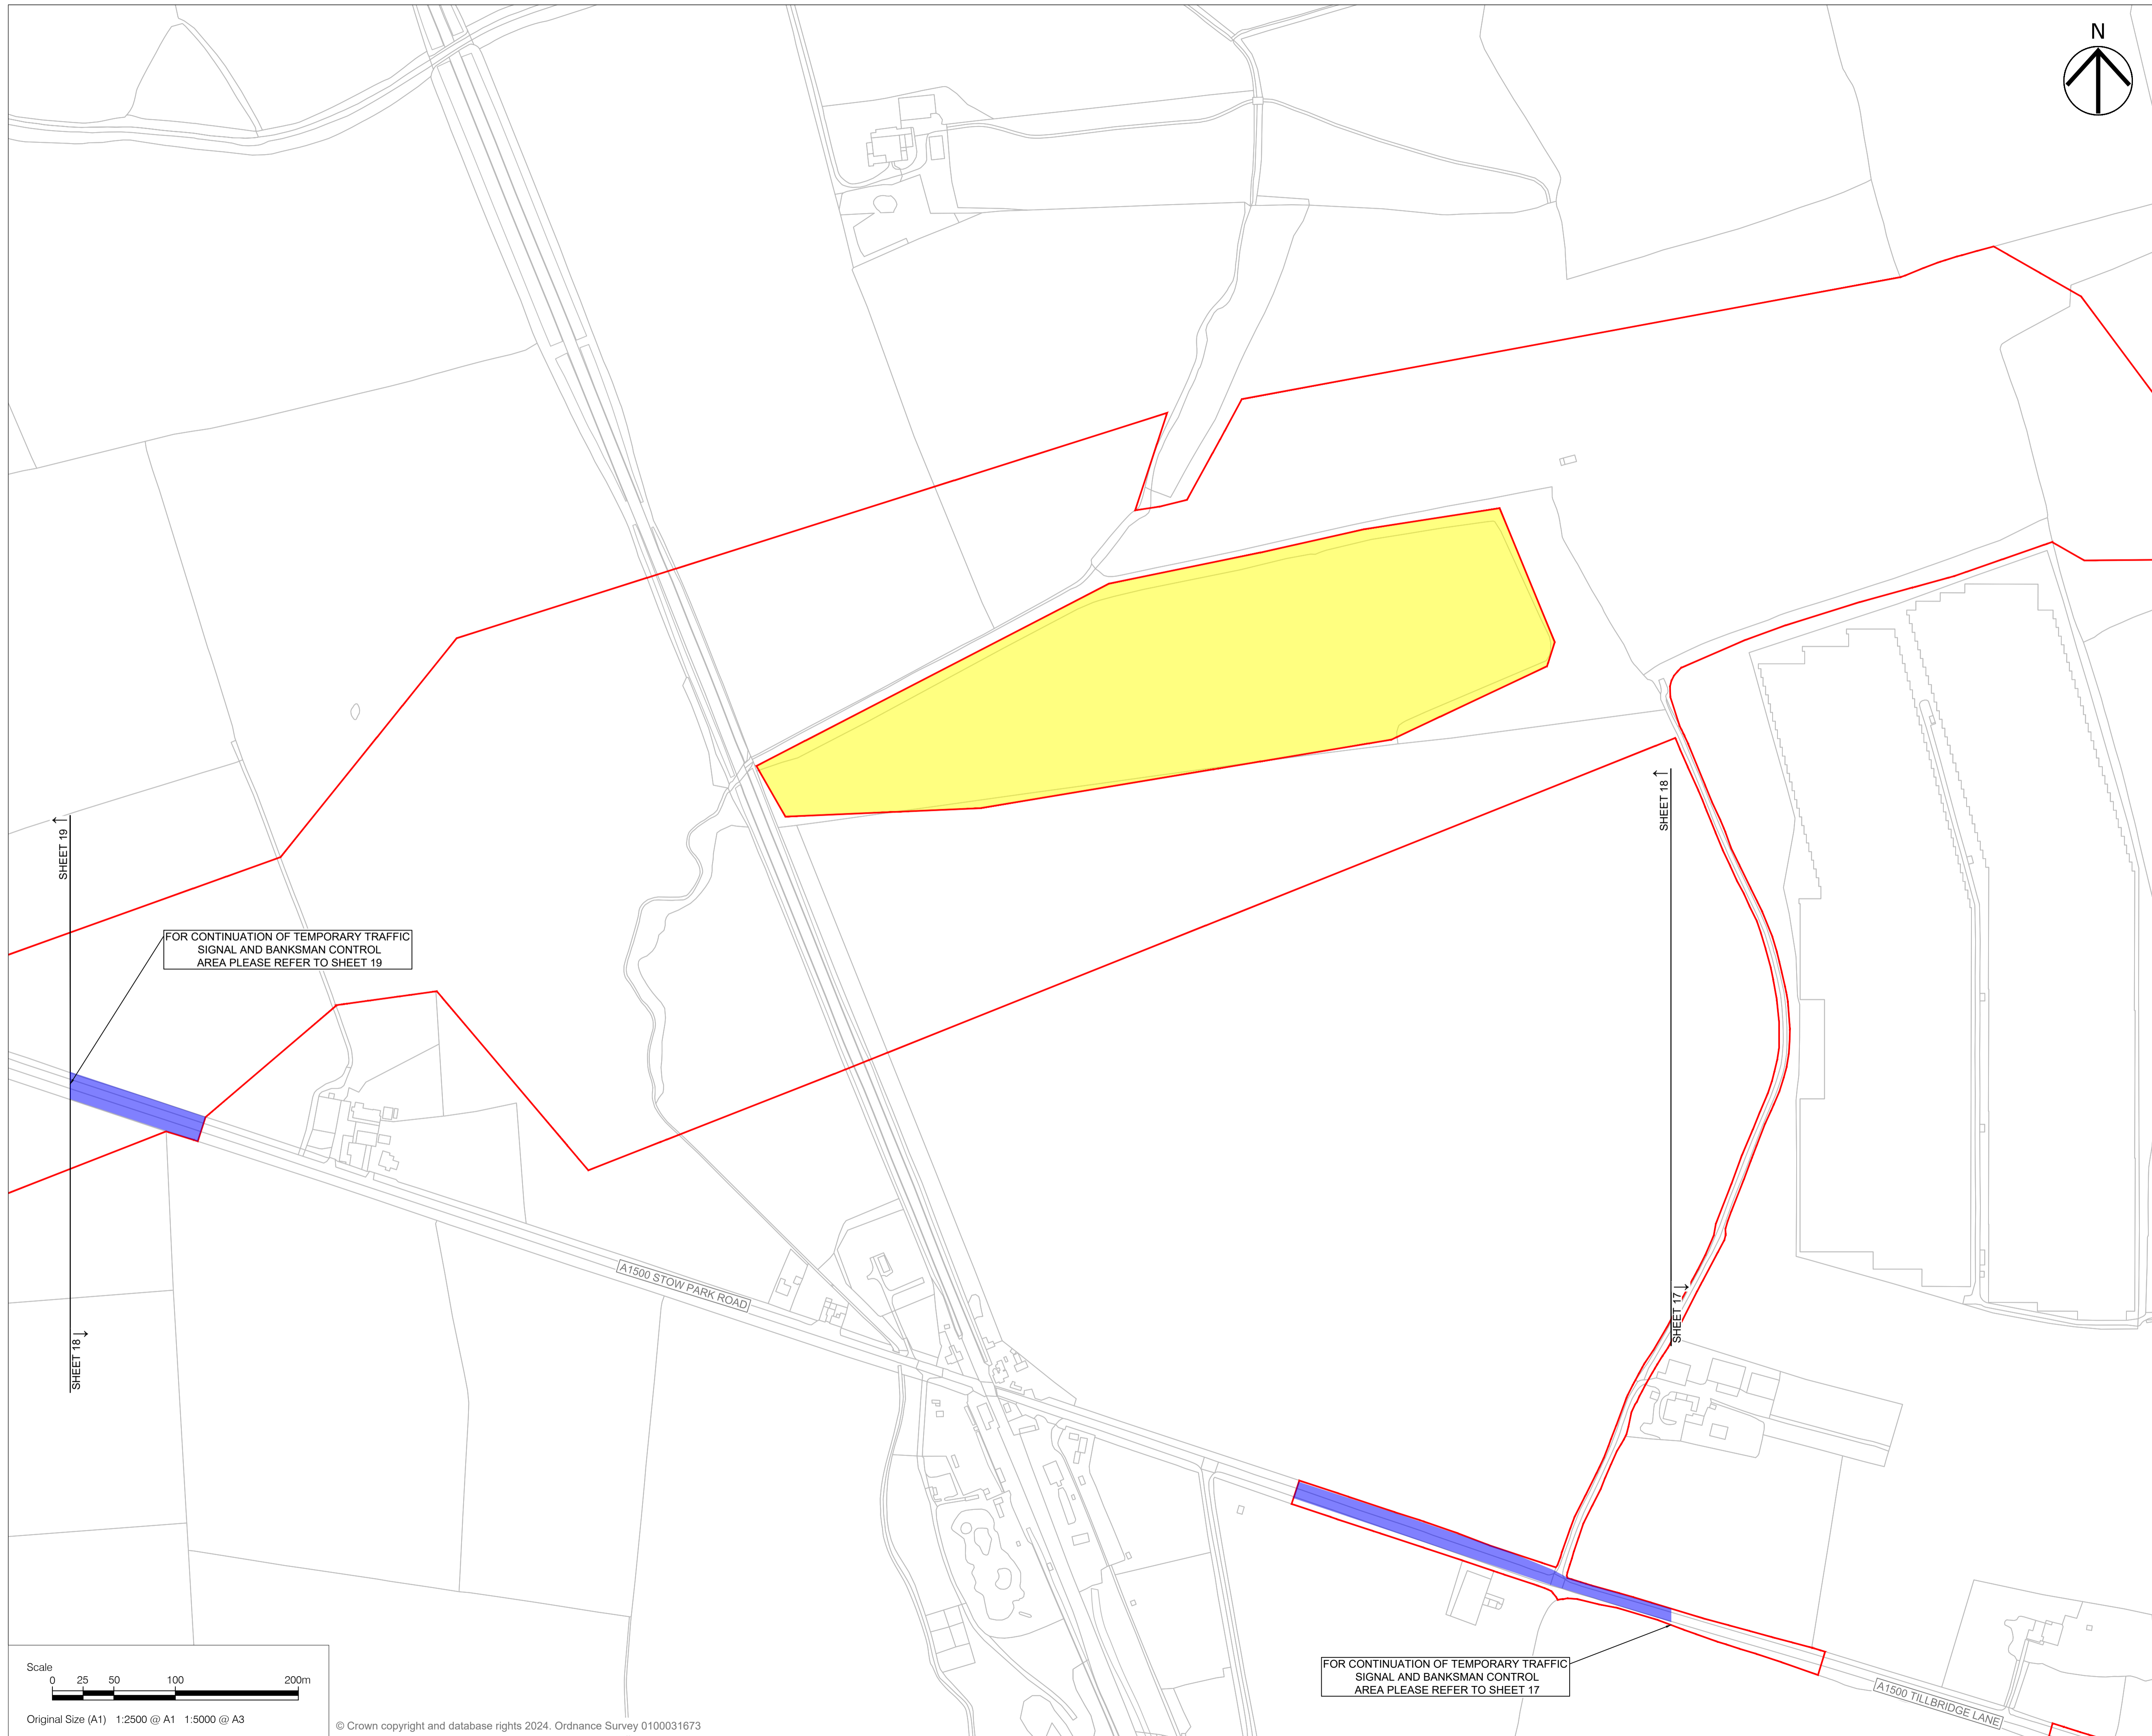 N
SHEET 19
SHEET 18
FOR CONTINUATION OF TEMPORARY TRAFFIC
SIGNAL AND BANKSMAN CONTROL
AREA PLEASE REFER TO SHEET 19
A1500 STOW PARK ROAD
SHEET 17
SHEET 18
FOR CONTINUATION OF TEMPORARY TRAFFIC
SIGNAL AND BANKSMAN CONTROL
AREA PLEASE REFER TO SHEET 17
A1500 TILLBRIDGE LANE
Scale
0 25 50 100 200m
Original Size (A1) 1:2500 @ A1 1:5000 @ A3
© Crown copyright and database rights 2024. Ordnance Survey 0100031673